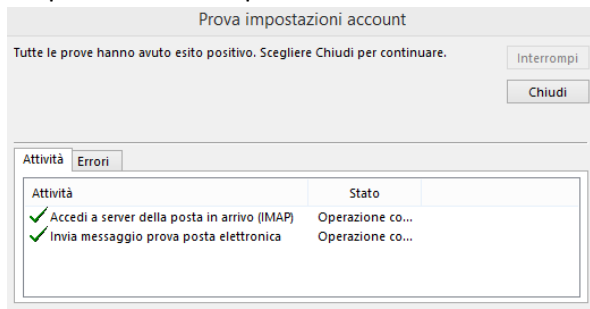 Prova impostazioni account
Tutte le prove hanno avuto esito positivo. Scegliere Chiudi per continuare.
Interrompi
Chiudi
Attività Errori
Attività Stato
Accedi a server della posta in arrivo (IMAP) Operazione co...
Invia messaggio prova posta elettronica Operazione co...